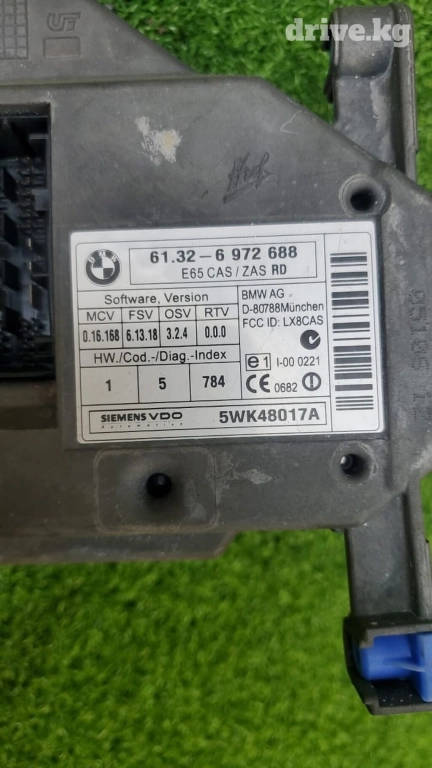 drive.kg
BMW
61.32-6 972 688
E65 CAS/ZAS RD
Software, Version
MCV FSV OSV RTV
0.16.168 6.13.18 3.2.4 0.0.0
HW./Cod-/Diag.-Index
1 5 784
BMW AG
D-80788München
FCC ID: LX8CAS
e1 I-00 0221
CE 0682
SIEMENS VDO
Automotive
5WK48017A